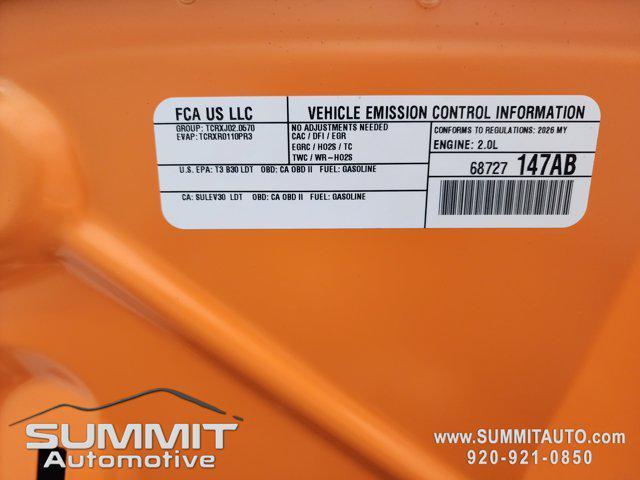 FCA US LLC
GROUP: TCRXJ02.0570
EVAP: TCRXR0110PR3
VEHICLE EMISSION CONTROL INFORMATION
NO ADJUSTMENTS NEEDED
CAC / DFI / EGR
EGRC / HO2S / TC
TWC / WR-HO2S
CONFORMS TO REGULATIONS: 2026 MY
ENGINE: 2.0L
68727 147AB
U.S. EPA: T3 B30 LDT OBD: CA OBD II FUEL: GASOLINE
CA: SULEV30 LDT OBD: CA OBD II FUEL: GASOLINE
SUMMIT
Automotive
www.SUMMITAUTO.com
920-921-0850